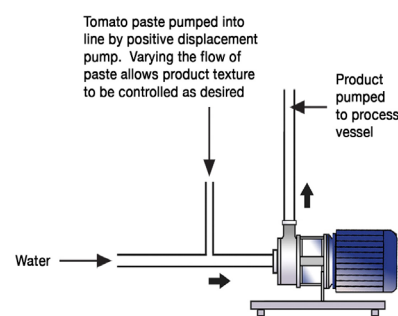 Tomato paste pumped into
line by positive displacement
pump. Varying the flow of
paste allows product texture
to be controlled as desired
Product
pumped
to process
vessel
Water